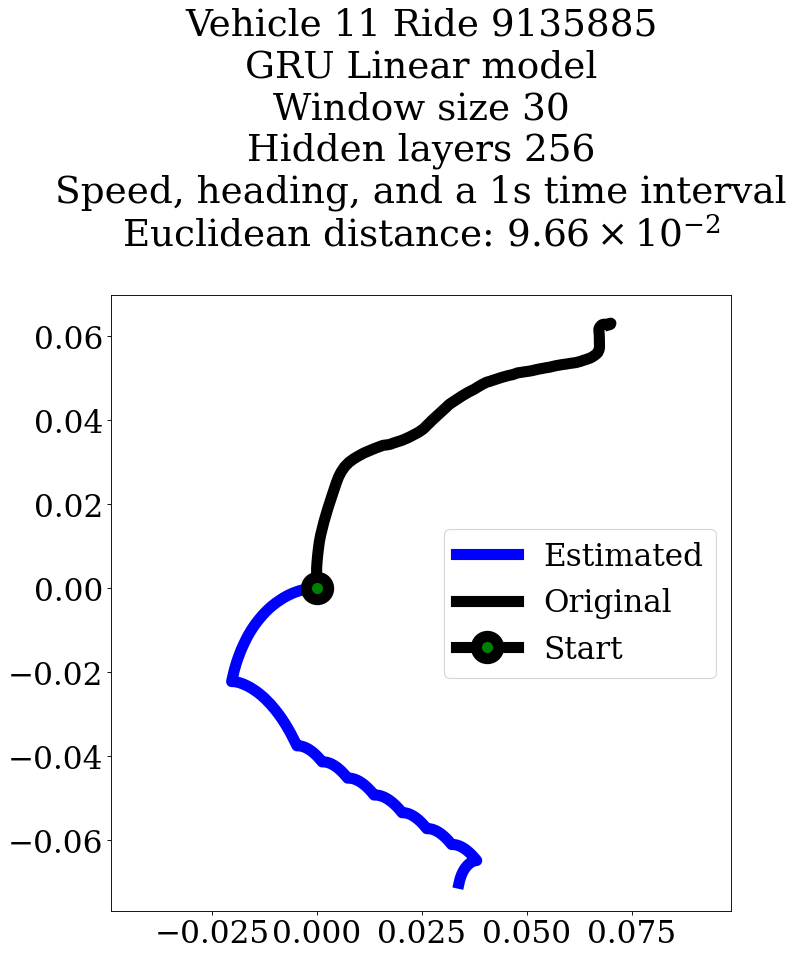 Vehicle 11 Ride 9135885
GRU Linear model
Window size 30
Hidden layers 256
Speed, heading, and a 1s time interval
Euclidean distance: 9.66 × 10⁻²
0.06
0.04
0.02
0.00
−0.02
−0.04
−0.06
Estimated
Original
Start
−0.025 0.000 0.025 0.050 0.075